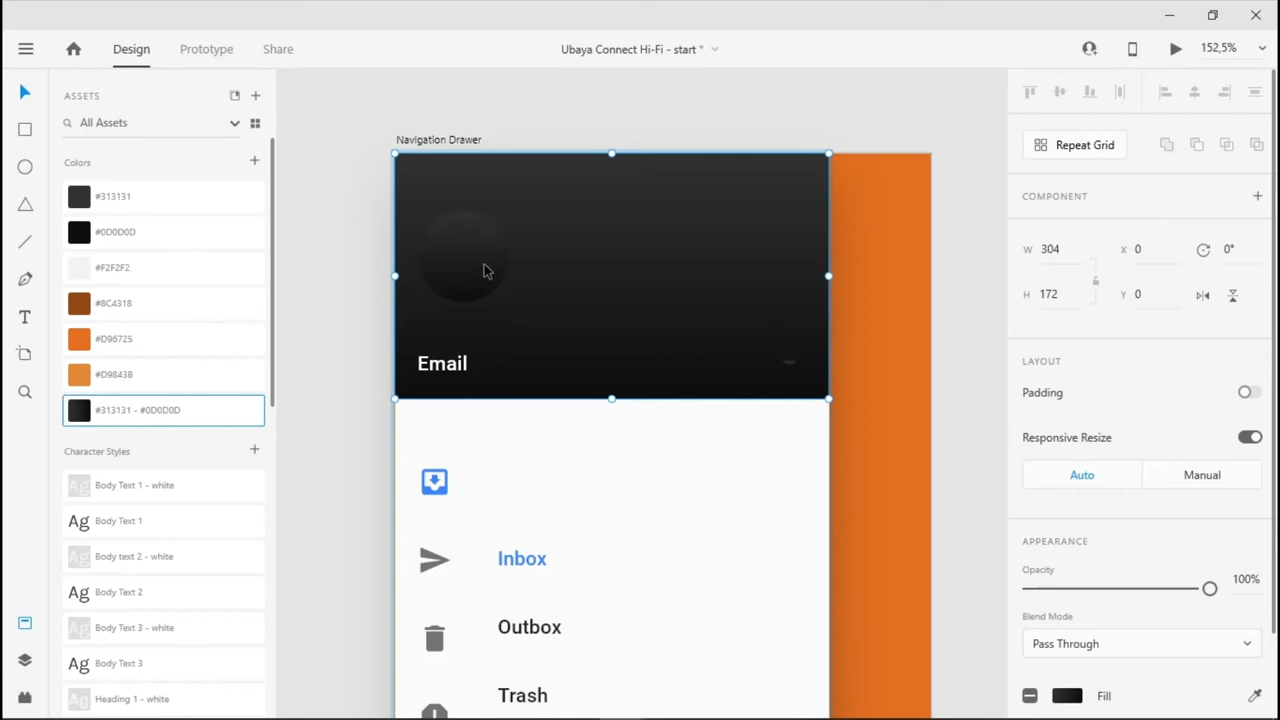 Design
Prototype
Share
Ubaya Connect Hi-Fi - start *
152,5%
ASSETS
All Assets
Colors
#313131
#0D0D0D
#F2F2F2
#8C4318
#D96725
#D9843B
#313131 - #0D0D0D
Character Styles
Ag Body Text 1 - white
Ag Body Text 1
Ag Body text 2 - white
Ag Body Text 2
Ag Body Text 3 - white
Ag Body Text 3
Ag Heading 1 - white
Navigation Drawer
Email
Inbox
Outbox
Trash
Repeat Grid
COMPONENT
W 304
X 0
0°
H 172
Y 0
LAYOUT
Padding
Responsive Resize
Auto
Manual
APPEARANCE
Opacity
100%
Blend Mode
Pass Through
Fill